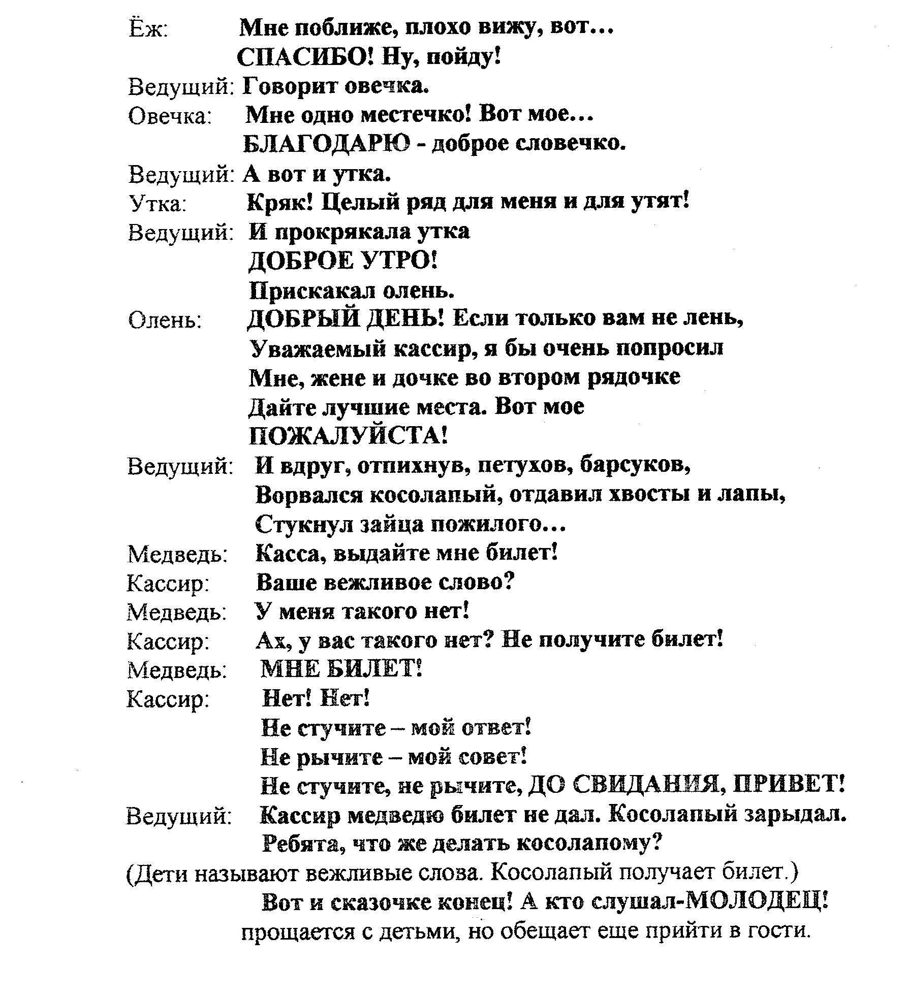 Ёж: Мне поближе, плохо вижу, вот...
СПАСИБО! Ну, пойду!
Ведущий: Говорит овечка.
Овечка: Мне одно местечко! Вот мое...
БЛАГОДАРЮ - доброе словечко.
Ведущий: А вот и утка.
Утка: Кряк! Целый ряд для меня и для утят!
Ведущий: И прокрякала утка
ДОБРОЕ УТРО!
Прискакал олень.
Олень: ДОБРЫЙ ДЕНЬ! Если только вам не лень,
Уважаемый кассир, я бы очень попросил
Мне, жене и дочке во втором рядочке
Дайте лучшие места. Вот мое
ПОЖАЛУЙСТА!
Ведущий: И вдруг, отпихнув, петухов, барсуков,
Ворвался косолапый, отдавил хвосты и лапы,
Стукнул зайца пожилого...
Медведь: Касса, выдайте мне билет!
Кассир: Ваше вежливое слово?
Медведь: У меня такого нет!
Кассир: Ах, у вас такого нет? Не получите билет!
Медведь: МНЕ БИЛЕТ!
Кассир: Нет! Нет!
Не стучите – мой ответ!
Не рычите – мой совет!
Не стучите, не рычите, ДО СВИДАНИЯ, ПРИВЕТ!
Ведущий: Кассир медведю билет не дал. Косолапый зарыдал.
Ребята, что же делать косолапому?
(Дети называют вежливые слова. Косолапый получает билет.)
Вот и сказочке конец! А кто слушал-МОЛОДЕЦ!
прощается с детьми, но обещает еще прийти в гости.